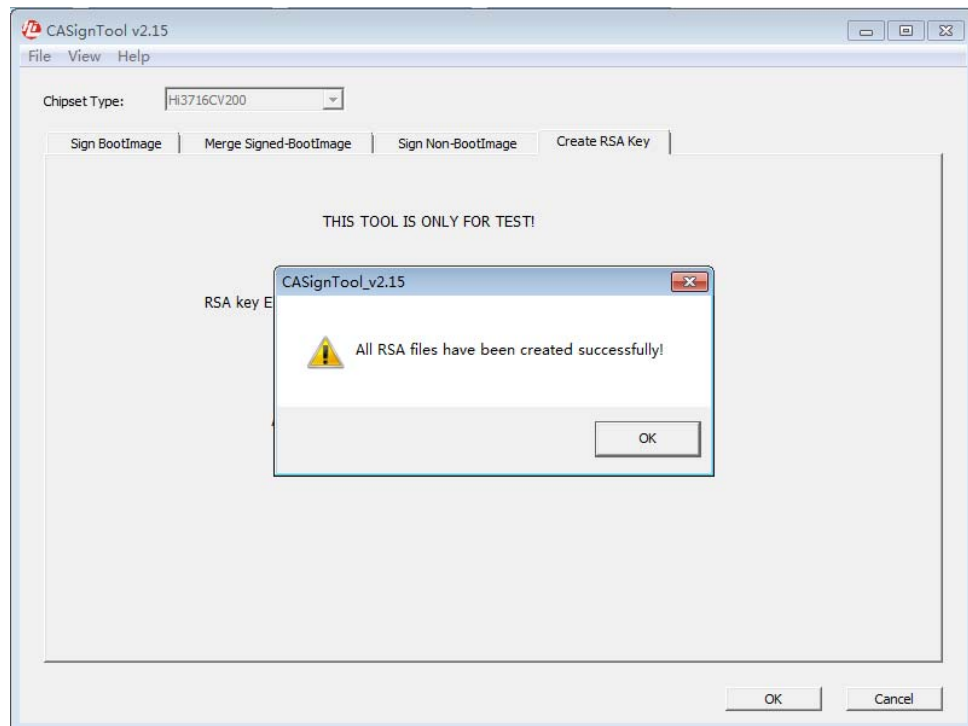 CASignTool v2.15
File View Help
Chipset Type: Hi3716CV200
Sign BootImage Merge Signed-BootImage Sign Non-BootImage Create RSA Key
THIS TOOL IS ONLY FOR TEST!
RSA key E
CASignTool_v2.15
All RSA files have been created successfully!
OK
OK Cancel